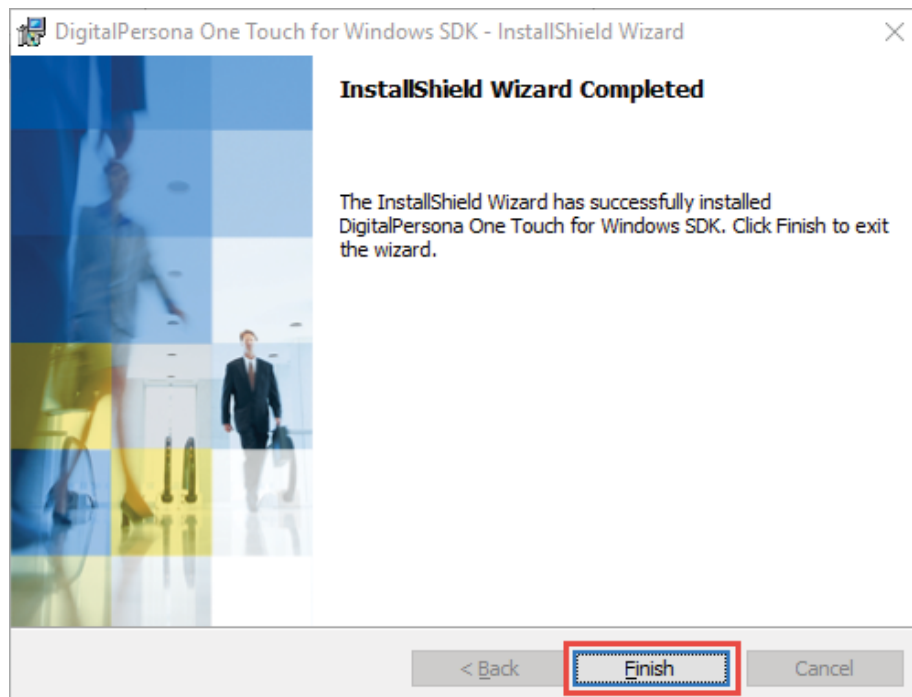 DigitalPersona One Touch for Windows SDK - InstallShield Wizard
InstallShield Wizard Completed
The InstallShield Wizard has successfully installed
DigitalPersona One Touch for Windows SDK. Click Finish to exit
the wizard.
< Back
Finish
Cancel